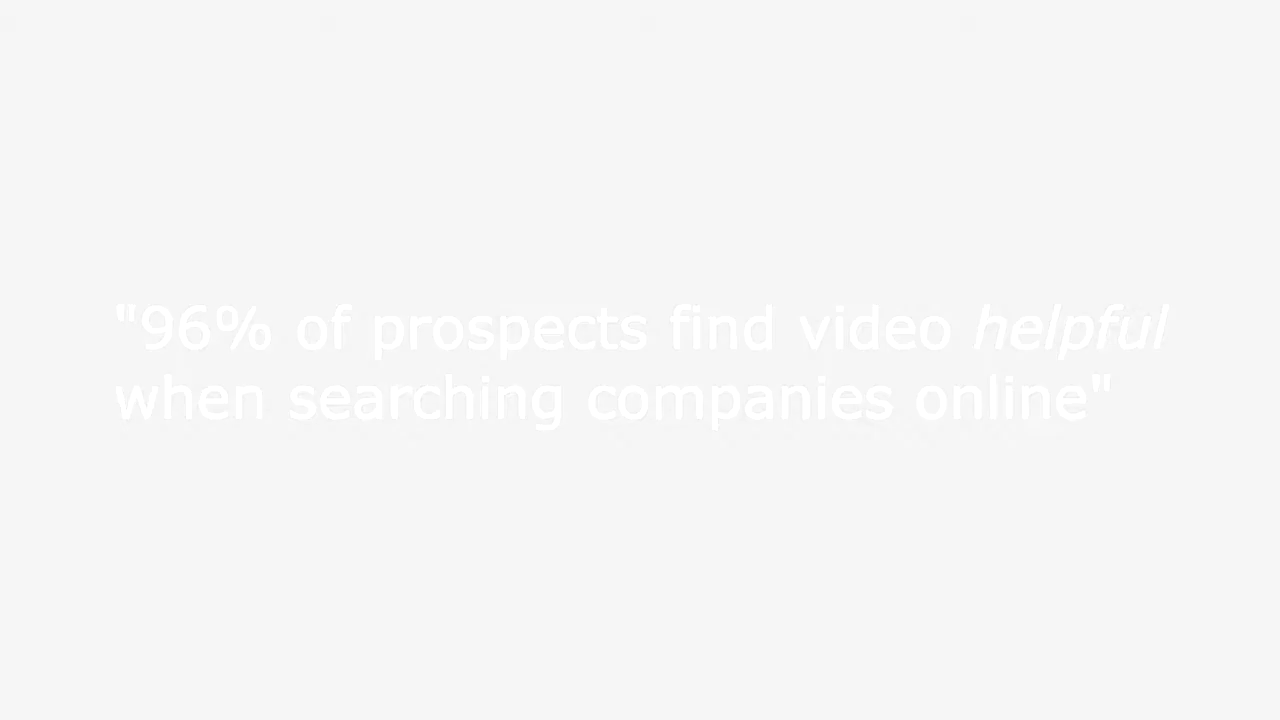 "96% of prospects find video helpful
when searching companies online"